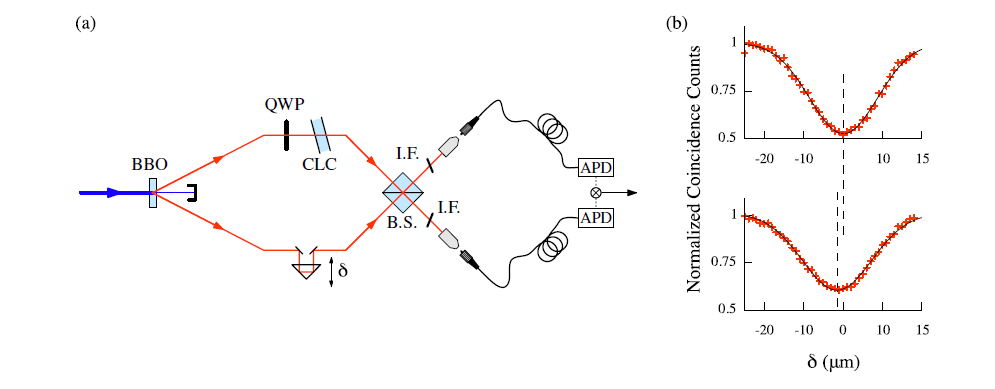 (a)
QWP
BBO
CLC
I.F.
B.S.
I.F.
APD
APD
δ
(b)
Normalized Coincidence Counts
1
0.75
0.5
-20 -10 0 10 15
1
0.75
0.5
-20 -10 0 10 15
δ (μm)